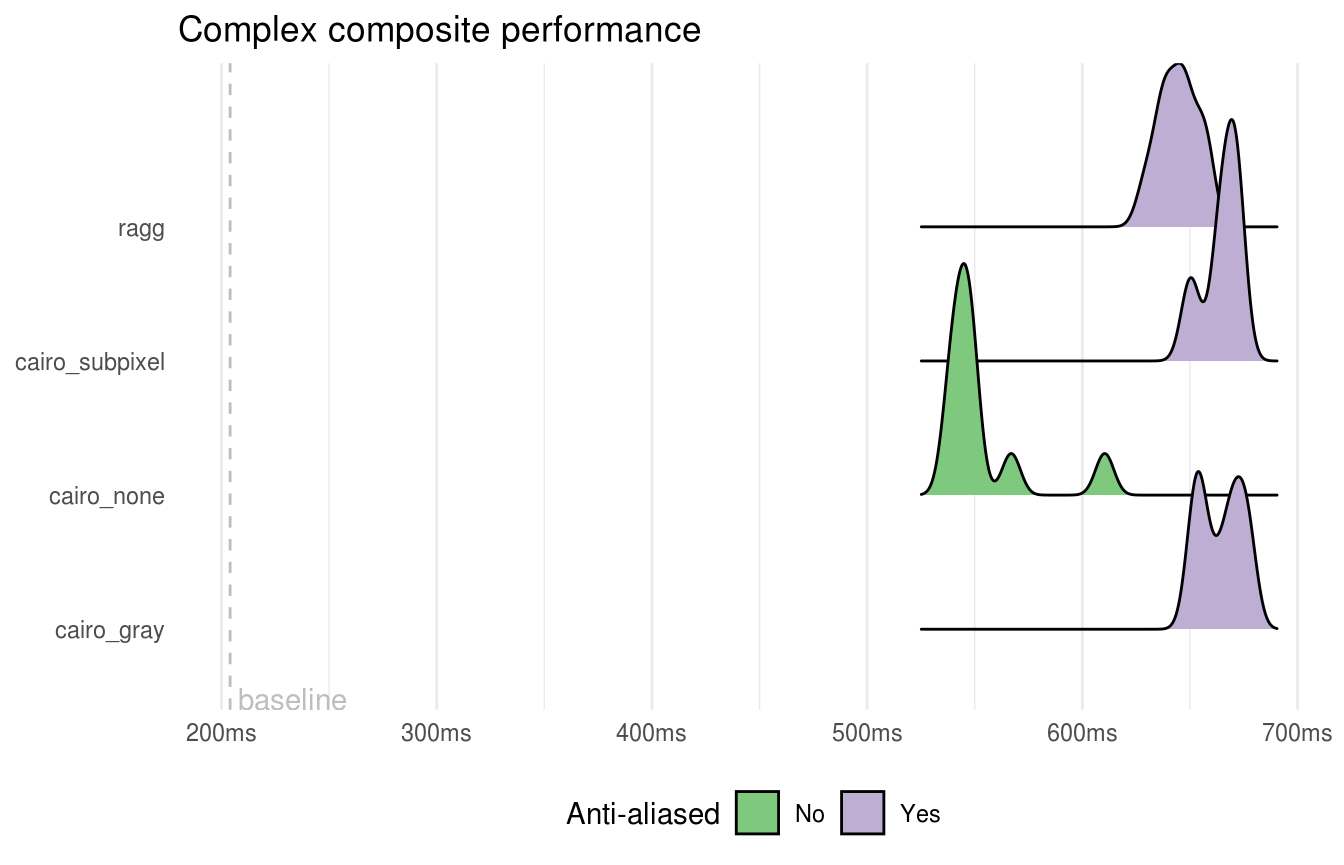 Complex composite performance
ragg
cairo_subpixel
cairo_none
cairo_gray
baseline
200ms 300ms 400ms 500ms 600ms 700ms
Anti-aliased No Yes